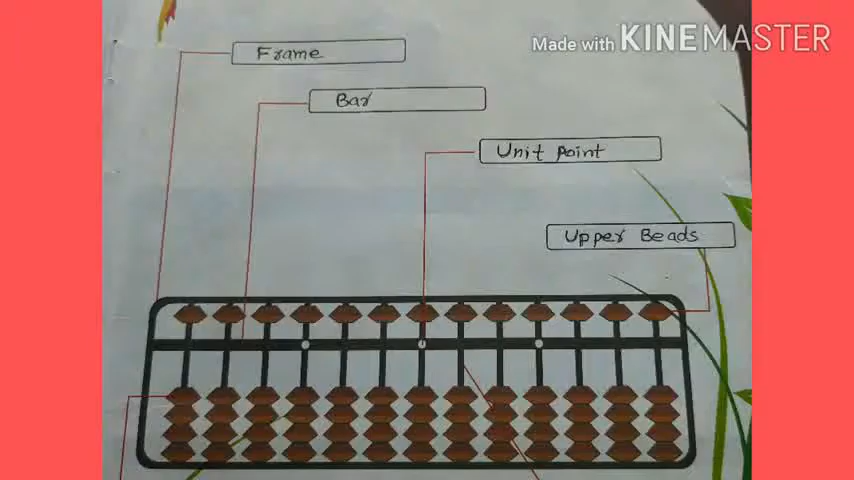 Made with KINEMASTER
Frame
Bar
Unit Point
Upper Beads